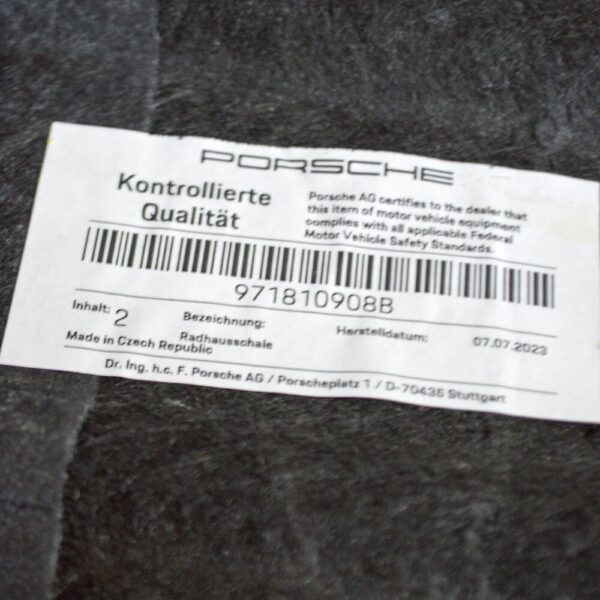 PORSCHE
Kontrollierte
Qualität
Porsche AG certifies to the dealer that
this item of motor vehicle equipment
complies with all applicable Federal
Motor Vehicle Safety Standards.
971810908B
Inhalt: 2
Bezeichnung:
Radhausschale
Herstelldatum: 07.07.2023
Made in Czech Republic
Dr. Ing. h.c. F. Porsche AG / Porscheplatz 1 / D-70435 Stuttgart